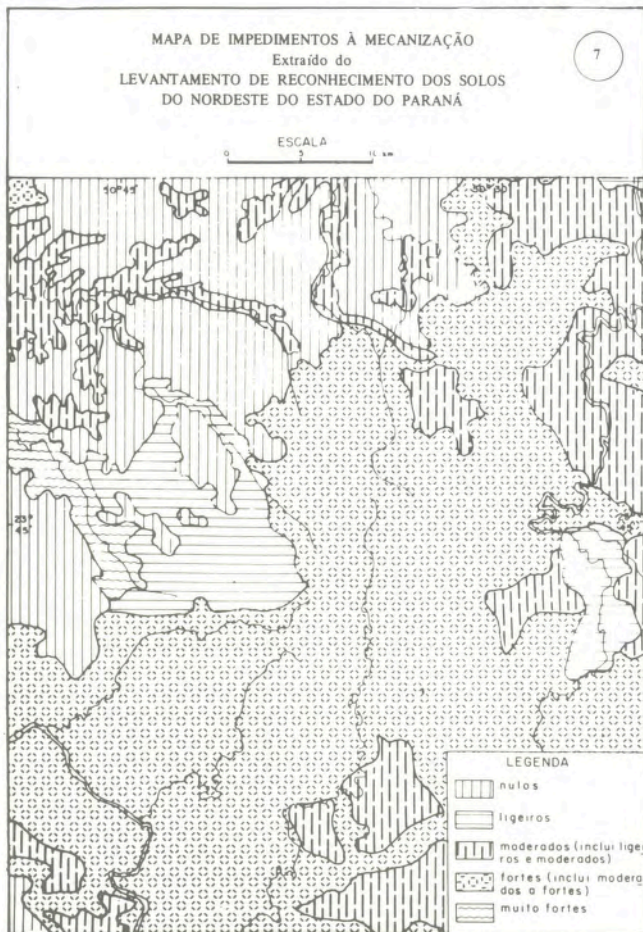 MAPA DE IMPEDIMENTOS À MECANIZAÇÃO
7
Extraído do
LEVANTAMENTO DE RECONHECIMENTO DOS SOLOS
DO NORDESTE DO ESTADO DO PARANÁ
ESCALA
0 5 10 km
50°45'
23°
45'
LEGENDA
nulos
ligeiros
moderados (inclui ligei
ros e moderados)
fortes (inclui modera
dos a fortes)
muito fortes